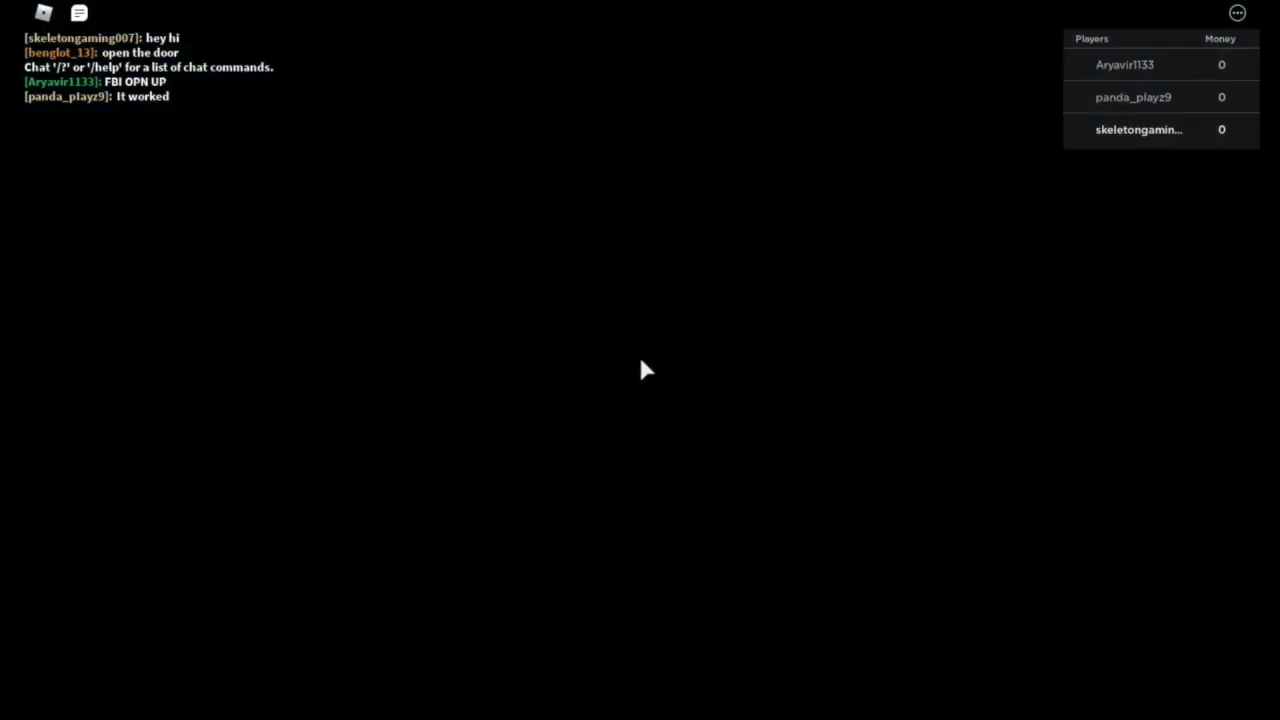 [skeletongaming007]: hey hi
[benglot_13]: open the door
Chat '/?' or '/help' for a list of chat commands.
[Aryavir1133]: FBI OPN UP
[panda_playz9]: It worked
Players Money
Aryavir1133 0
panda_playz9 0
skeletongamin... 0